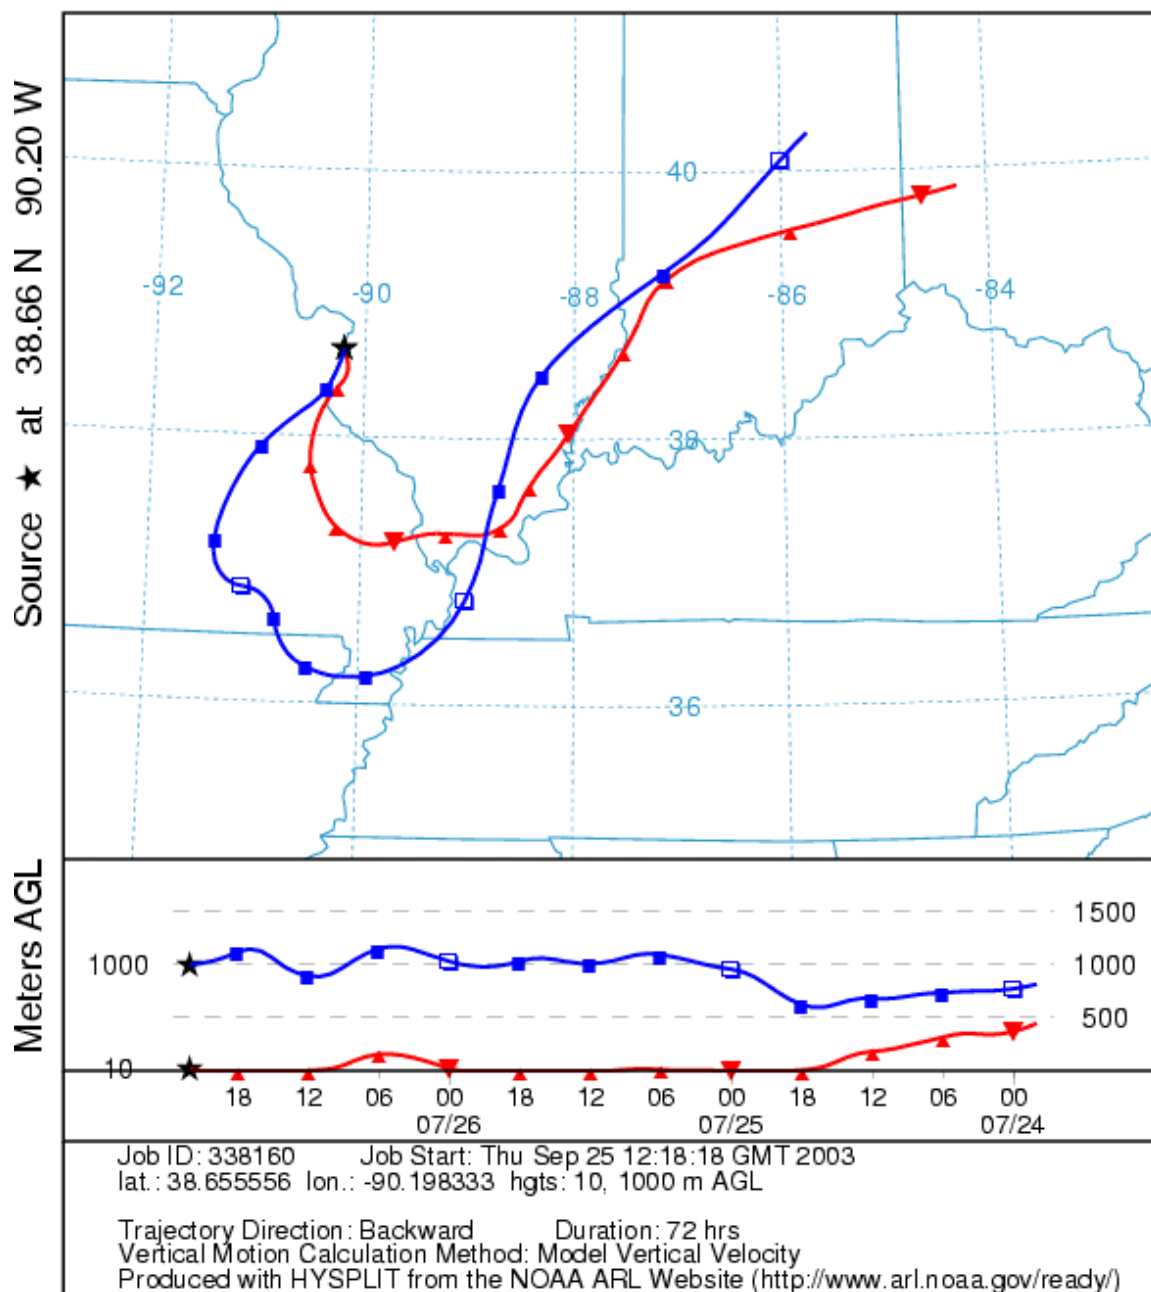 Source ★ at 38.66 N 90.20 W
40
-92
-90
-88
-86
-84
38
36
Meters AGL
1500
1000
1000
500
10
18 12 06 00 18 12 06 00 18 12 06 00
07/26 07/25 07/24
Job ID: 338160 Job Start: Thu Sep 25 12:18:18 GMT 2003
lat.: 38.655556 lon.: -90.198333 hgts: 10, 1000 m AGL
Trajectory Direction: Backward Duration: 72 hrs
Vertical Motion Calculation Method: Model Vertical Velocity
Produced with HYSPLIT from the NOAA ARL Website (http://www.arl.noaa.gov/ready/)